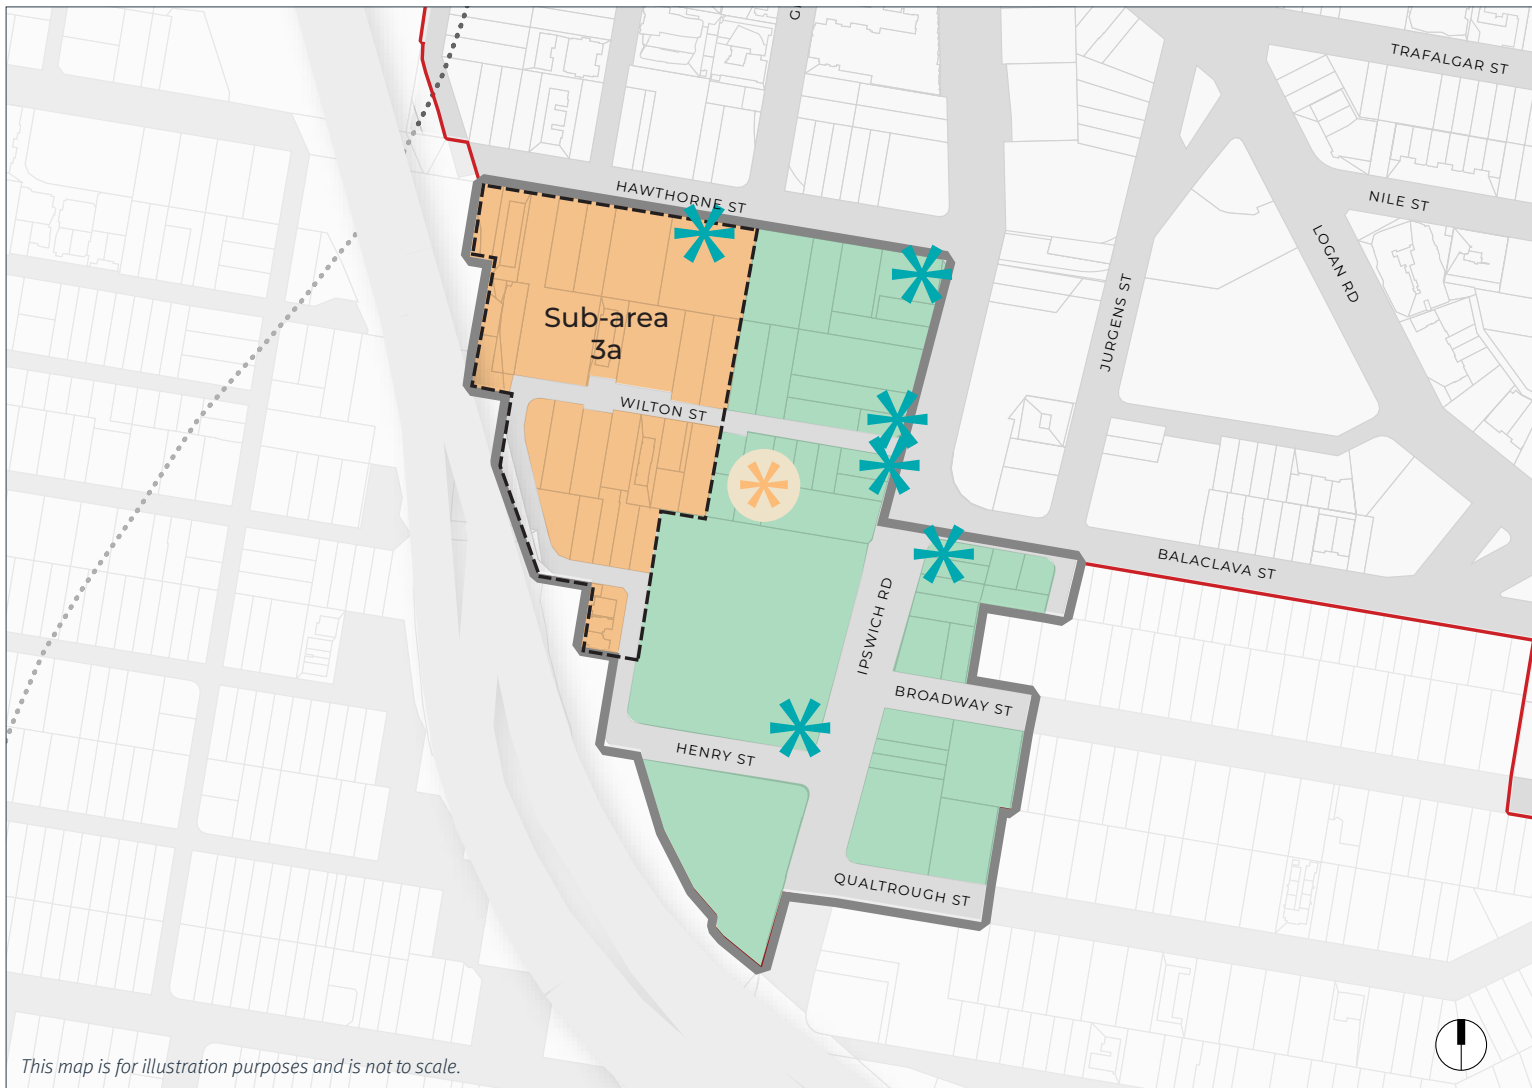 TRAFALGAR ST
HAWTHORNE ST
NILE ST
LOGAN RD
JURGENS ST
Sub-area
3a
WILTON ST
BALACLAVA ST
IPSWICH RD
BROADWAY ST
HENRY ST
QUALTROUGH ST
This map is for illustration purposes and is not to scale.